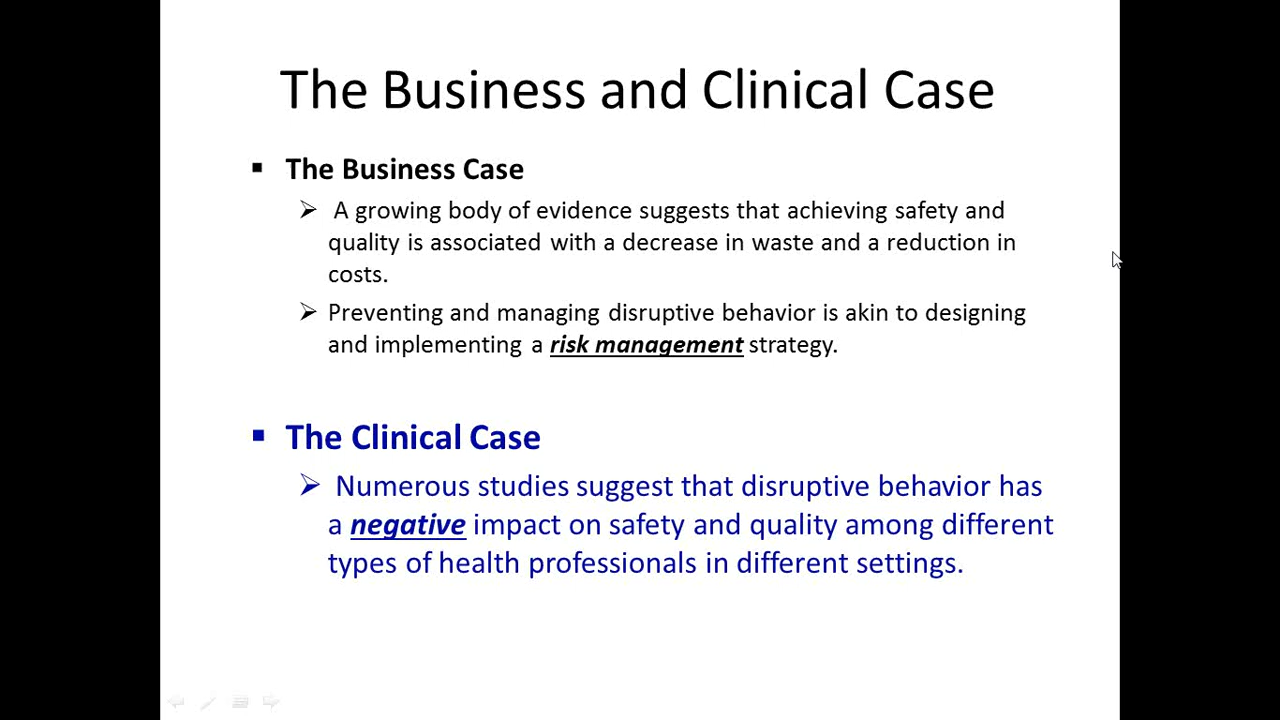 The Business and Clinical Case
▪ The Business Case
➢ A growing body of evidence suggests that achieving safety and
quality is associated with a decrease in waste and a reduction in
costs.
➢ Preventing and managing disruptive behavior is akin to designing
and implementing a risk management strategy.
▪ The Clinical Case
➢ Numerous studies suggest that disruptive behavior has
a negative impact on safety and quality among different
types of health professionals in different settings.